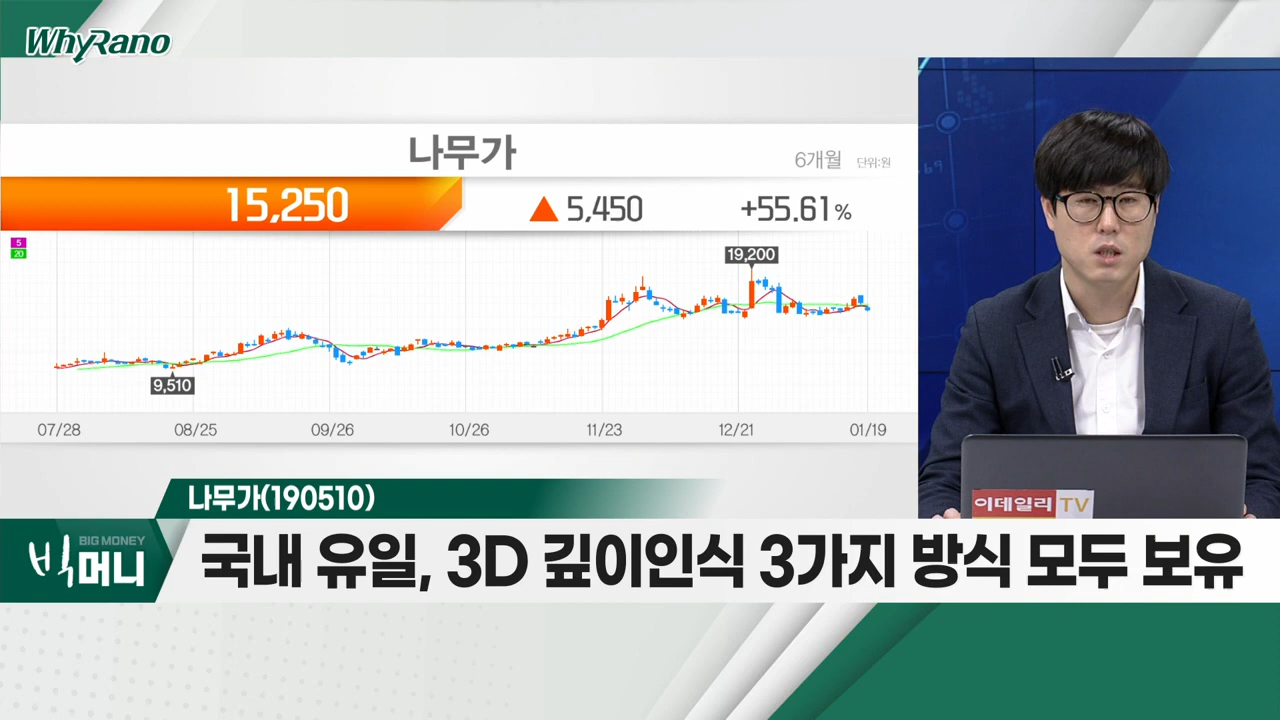 WhyRano
나무가
6개월 단위:원
15,250 ▲ 5,450 +55.61%
5
20
19,200
9,510
07/28 08/25 09/26 10/26 11/23 12/21 01/19
이데일리 TV
나무가(190510)
BIG MONEY
빅머니
국내 유일, 3D 깊이인식 3가지 방식 모두 보유